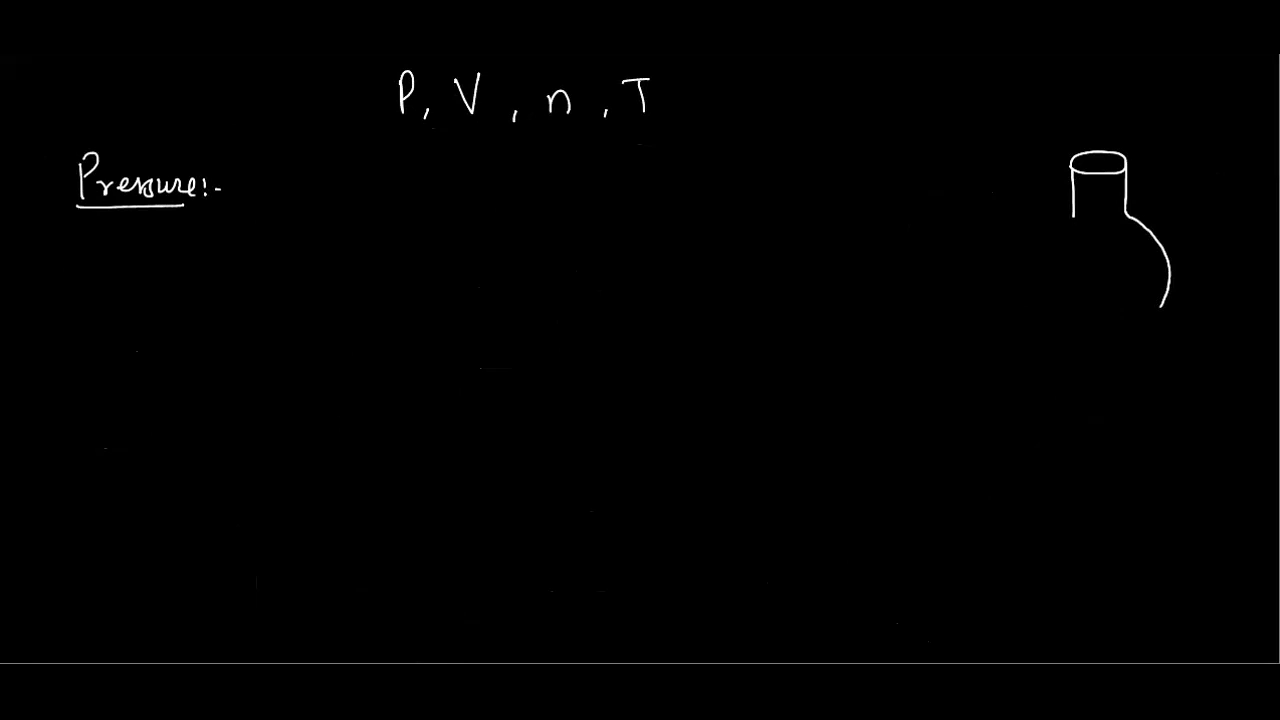 P, V, n, T
Pressure:-